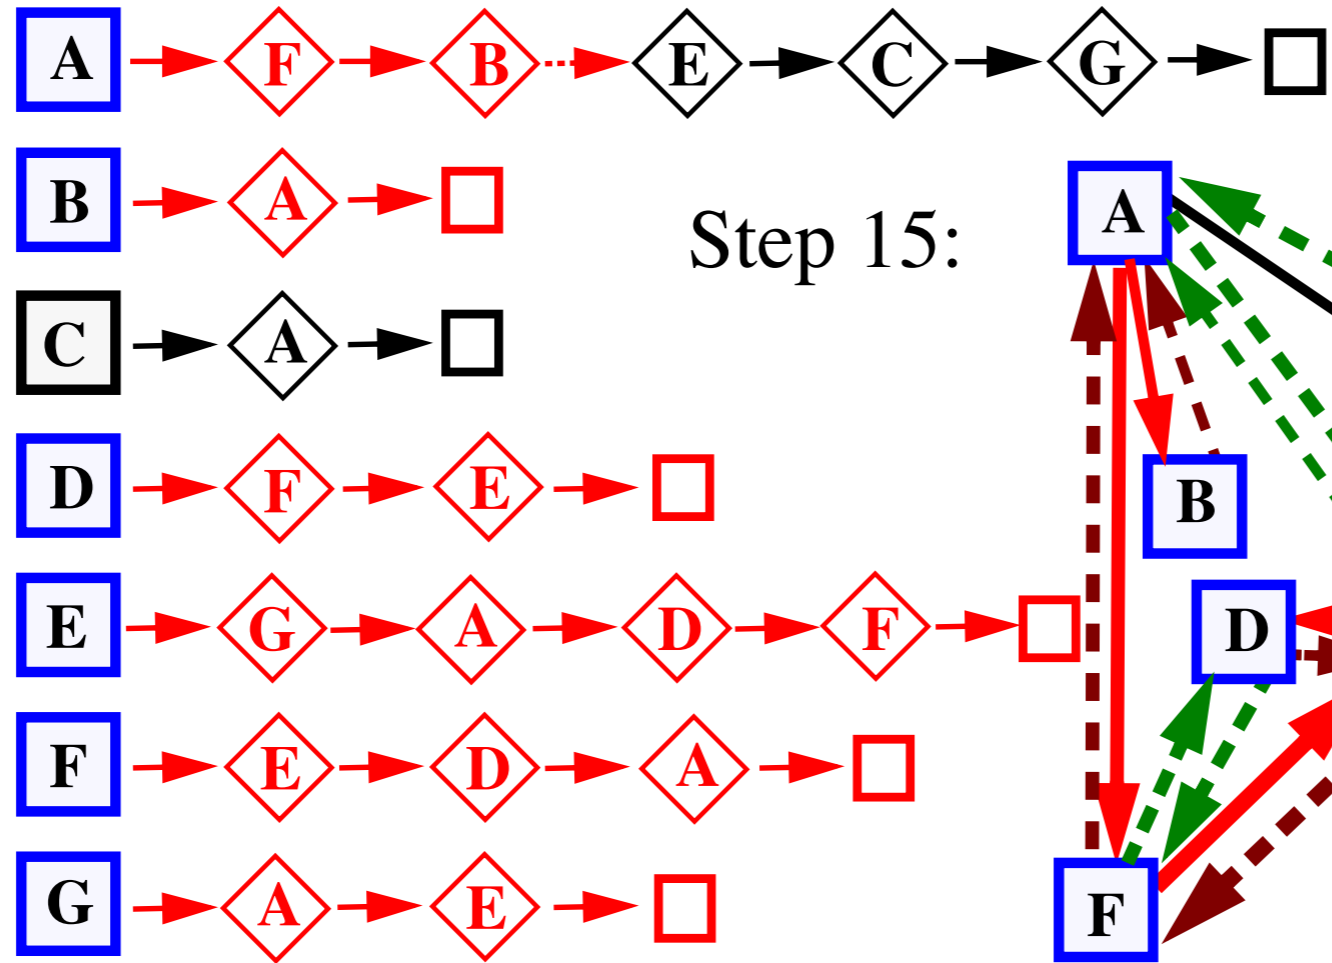 A F B E C G
B A
Step 15:
A
C A
D F E
B
E G A D F
D
F E D A
G A E
F